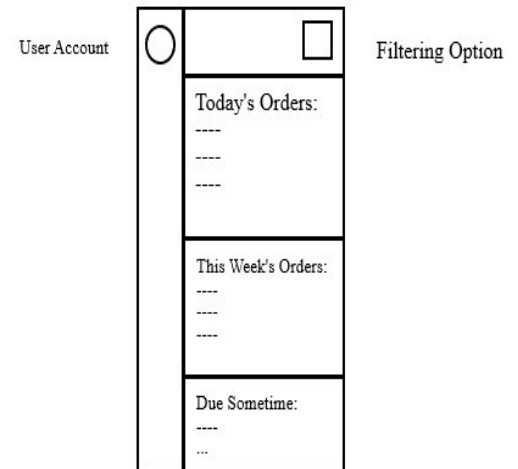 User Account
Filtering Option
Today's Orders:
----
----
----
This Week's Orders:
----
----
----
Due Sometime:
----
...